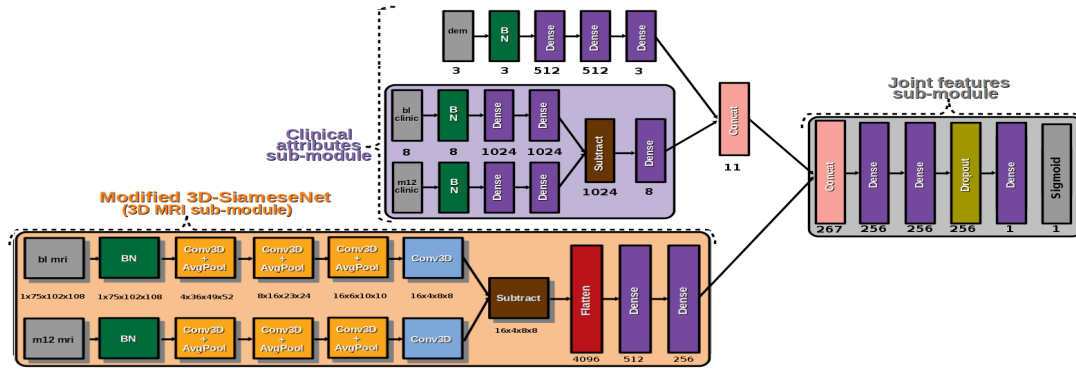 dem
BN
Dense
Dense
Dense
3
3
512
512
3
Clinical
attributes
sub-module
bl
clinic
BN
Dense
Dense
8
8
1024
1024
m12
clinic
BN
Dense
Dense
Subtract
1024
Dense
8
Concat
11
Joint features
sub-module
Concat
Dense
Dense
Dropout
Dense
Sigmoid
267
256
256
256
1
1
Modified 3D-SiameseNet
(3D MRI sub-module)
bl mri
BN
Conv3D
+
AvgPool
Conv3D
+
AvgPool
Conv3D
+
AvgPool
Conv3D
1x75x102x108
1x75x102x108
4x36x49x52
8x16x23x24
16x6x10x10
16x4x8x8
m12 mri
BN
Conv3D
+
AvgPool
Conv3D
+
AvgPool
Conv3D
+
AvgPool
Conv3D
Subtract
16x4x8x8
Flatten
Dense
Dense
4096
512
256